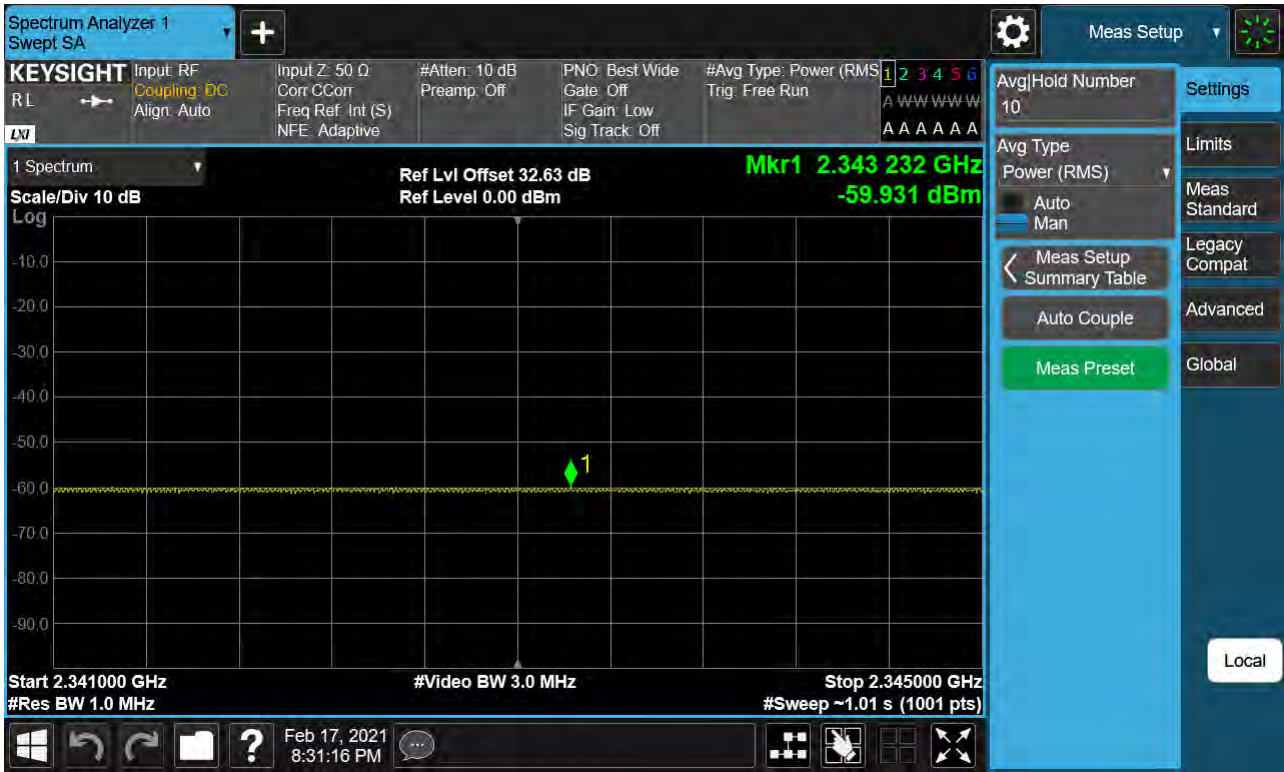 Spectrum Analyzer 1
Swept SA
Meas Setup
KEYSIGHT
RL
LXI
Input: RF
Coupling: DC
Align: Auto
Input Z: 50 Ω
Corr CCorr
Freq Ref: Int (S)
NFE: Adaptive
#Atten: 10 dB
Preamp: Off
PNO: Best Wide
Gate: Off
IF Gain: Low
Sig Track: Off
#Avg Type: Power (RMS
Trig: Free Run
1 2 3 4 5 6
A W W W W W
A A A A A A
1 Spectrum
Scale/Div 10 dB
Log
Ref Lvl Offset 32.63 dB
Ref Level 0.00 dBm
Mkr1 2.343 232 GHz
-59.931 dBm
-10.0
-20.0
-30.0
-40.0
-50.0
-60.0
-70.0
-80.0
-90.0
1
Start 2.341000 GHz
#Res BW 1.0 MHz
#Video BW 3.0 MHz
Stop 2.345000 GHz
#Sweep ~1.01 s (1001 pts)
Avg|Hold Number
10
Avg Type
Power (RMS)
Auto
Man
Meas Setup
Summary Table
Auto Couple
Meas Preset
Settings
Limits
Meas
Standard
Legacy
Compat
Advanced
Global
Local
Feb 17, 2021
8:31:16 PM